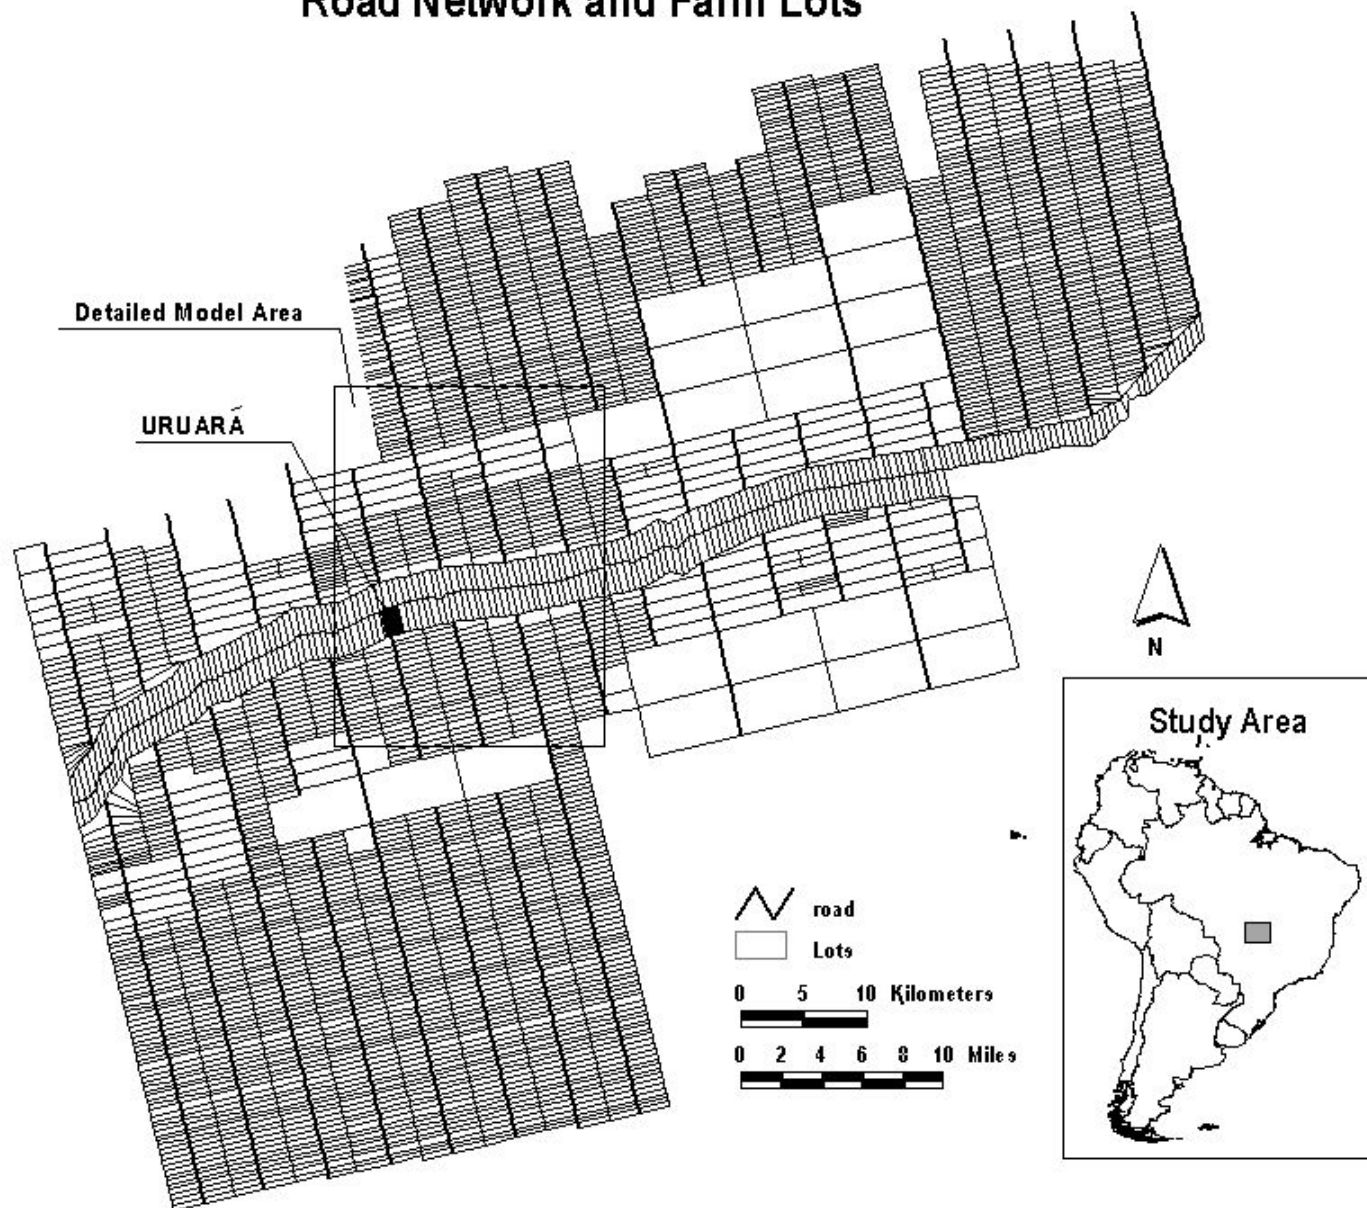 Road Network and Farm Lots
Detailed Model Area
URUARÁ
N
Study Area
road
Lots
0 5 10 Kilometers
0 2 4 6 8 10 Miles